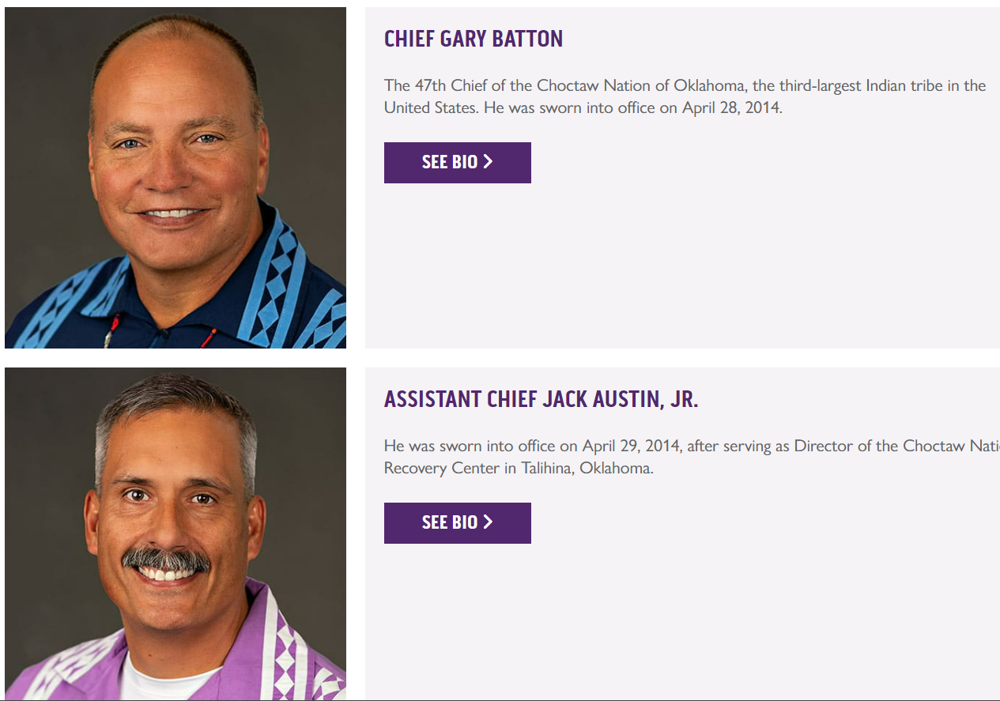 CHIEF GARY BATTON
The 47th Chief of the Choctaw Nation of Oklahoma, the third-largest Indian tribe in the
United States. He was sworn into office on April 28, 2014.
SEE BIO
ASSISTANT CHIEF JACK AUSTIN, JR.
He was sworn into office on April 29, 2014, after serving as Director of the Choctaw Nati
Recovery Center in Talihina, Oklahoma.
SEE BIO